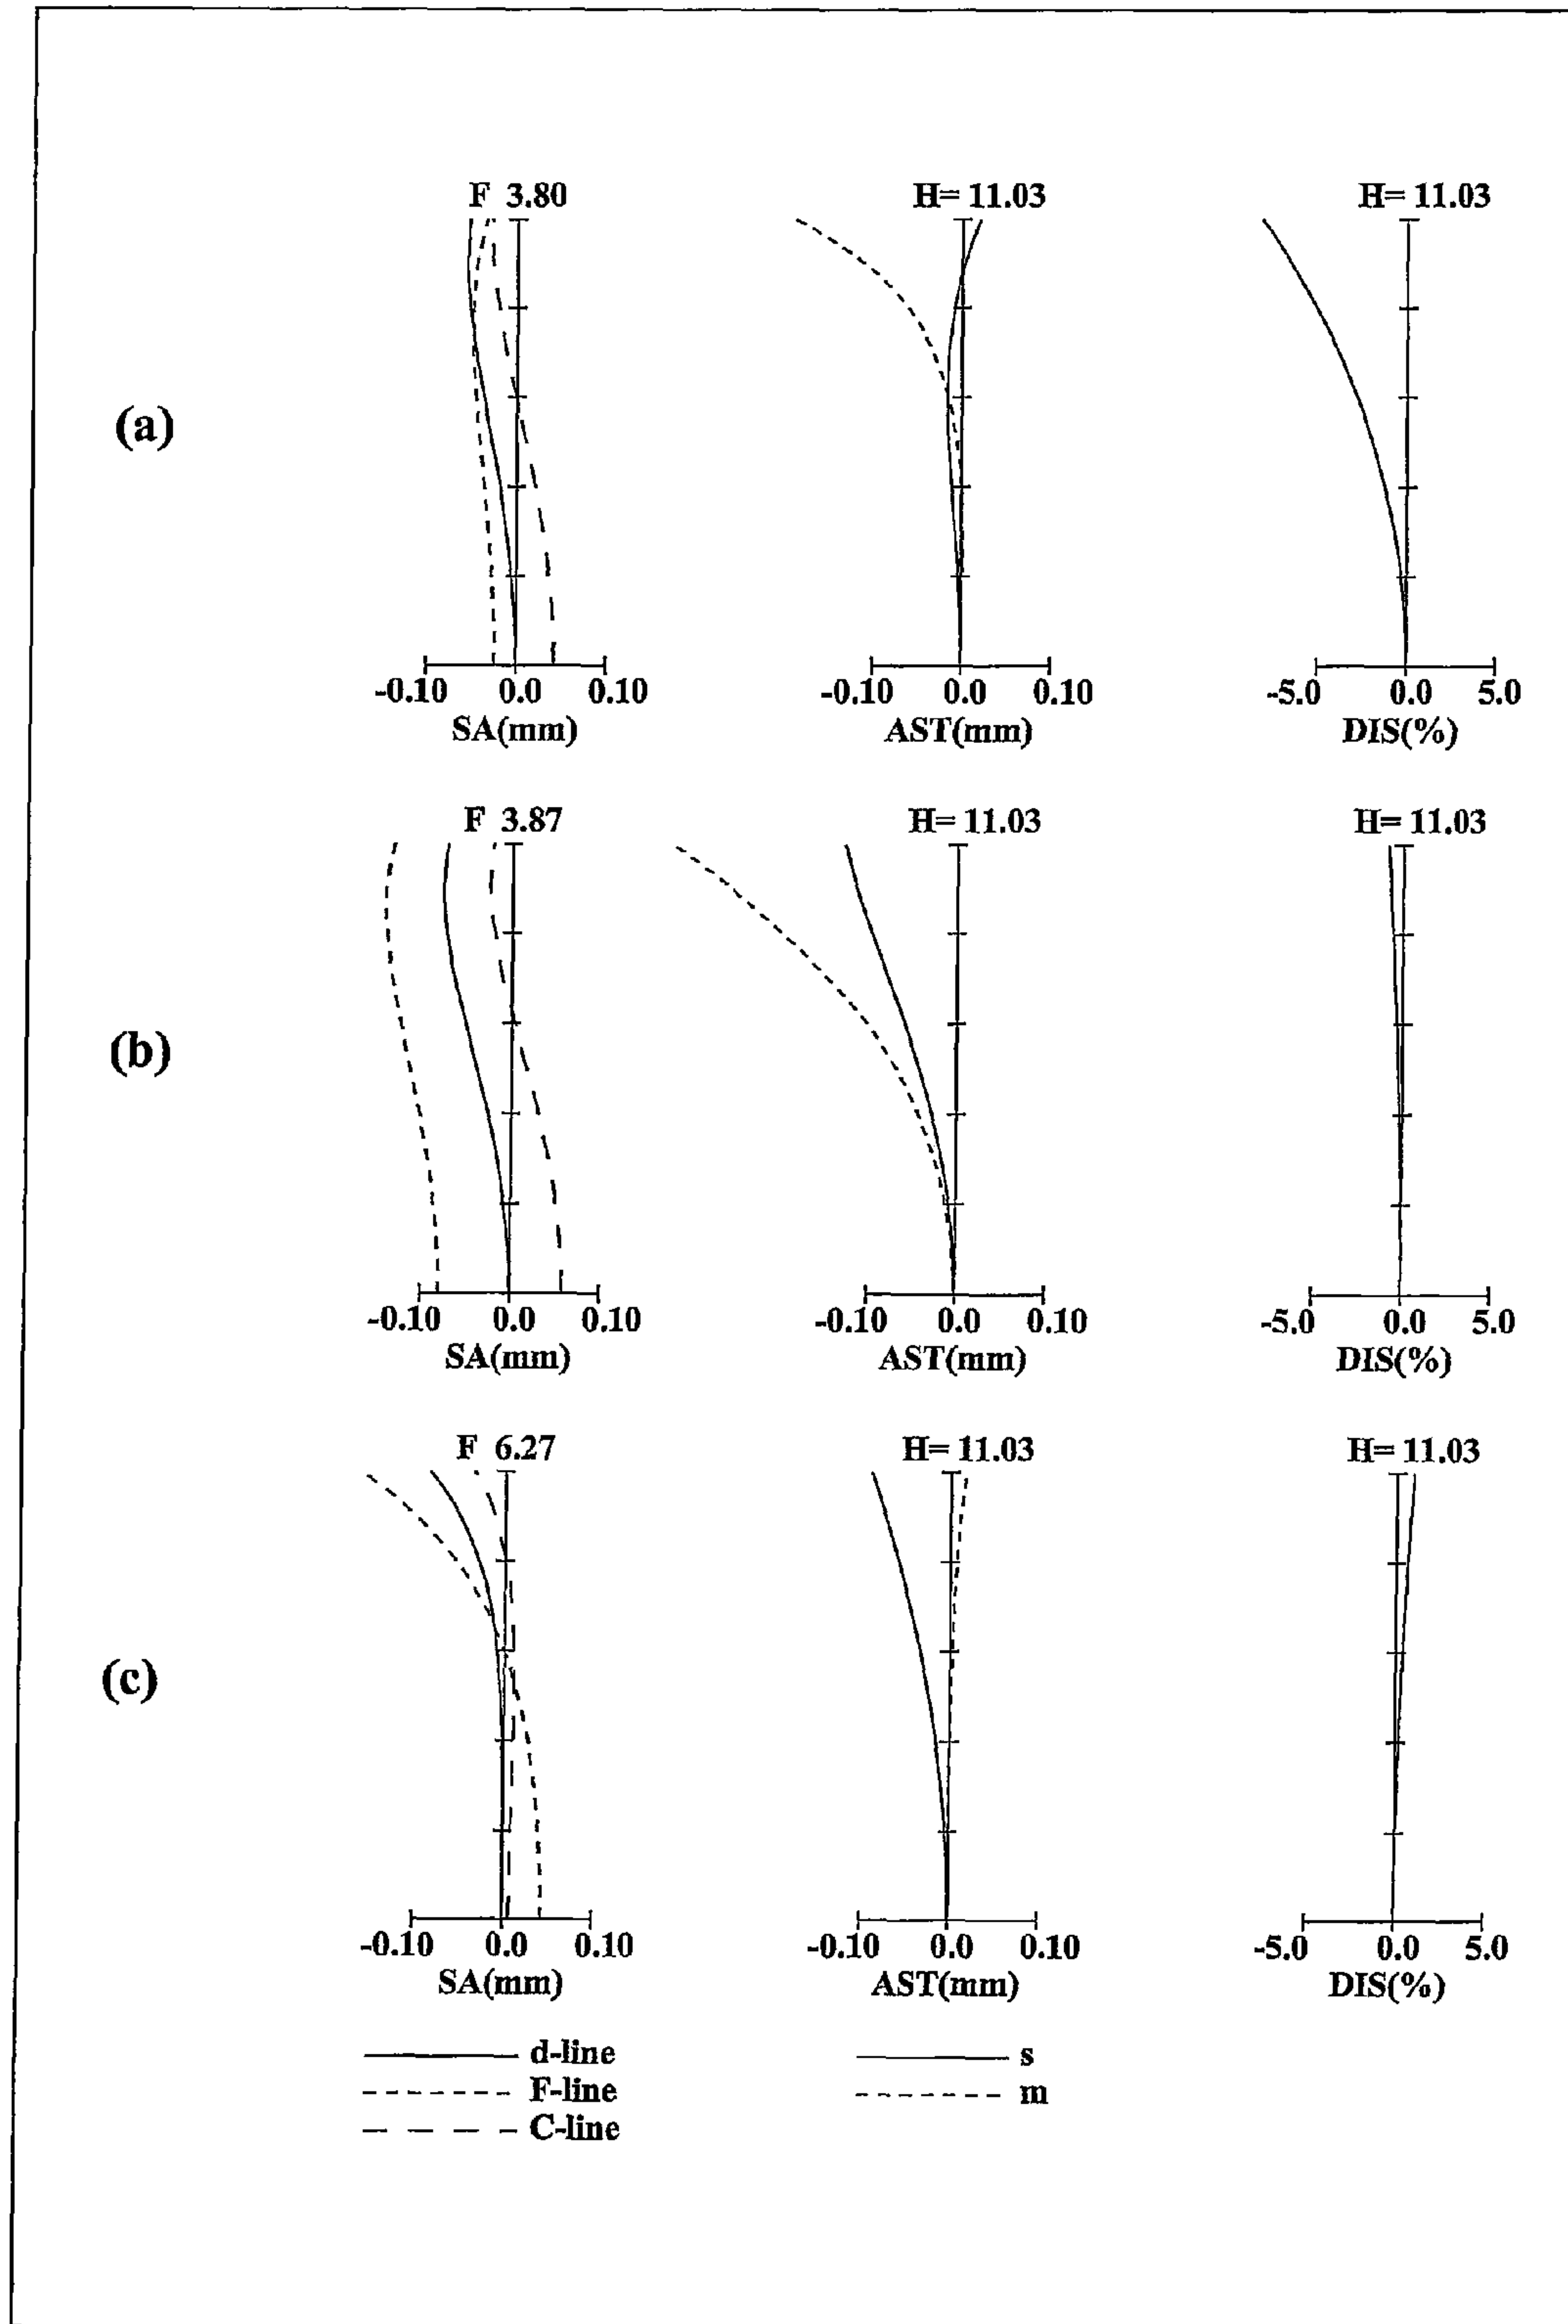 F 3.80 H= 11.03 H= 11.03
(a)
-0.10 0.0 0.10 -0.10 0.0 0.10 -5.0 0.0 5.0
SA(mm) AST(mm) DIS(%)
F 3.87 H= 11.03 H= 11.03
(b)
-0.10 0.0 0.10 -0.10 0.0 0.10 -5.0 0.0 5.0
SA(mm) AST(mm) DIS(%)
F 6.27 H= 11.03 H= 11.03
(c)
-0.10 0.0 0.10 -0.10 0.0 0.10 -5.0 0.0 5.0
SA(mm) AST(mm) DIS(%)
d-line s
F-line m
C-line